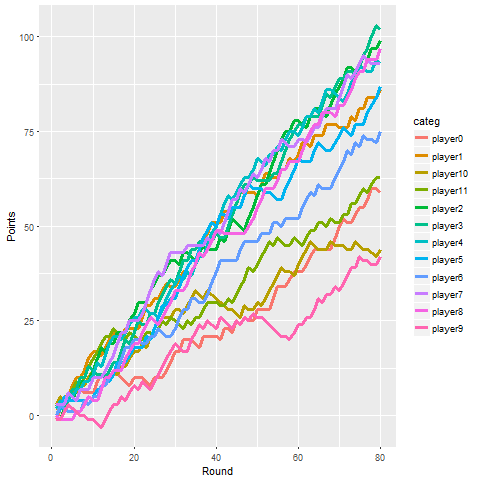 100
75
50
25
0
Points
0
20
40
60
80
Round
categ
player0
player1
player10
player11
player2
player3
player4
player5
player6
player7
player8
player9